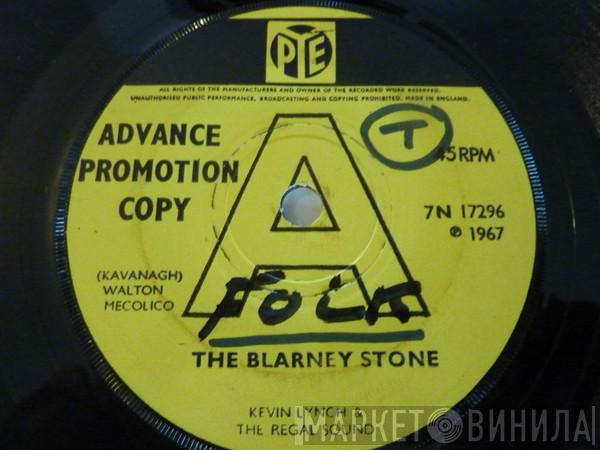 PYE
ALL RIGHTS OF THE MANUFACTURERS AND OWNER OF THE RECORDED WORK RESERVED.
UNAUTHORISED PUBLIC PERFORMANCE, BROADCASTING AND COPYING PROHIBITED. MADE IN ENGLAND.
ADVANCE
PROMOTION
COPY
A
T
45 RPM
7N 17296
℗ 1967
(KAVANAGH)
WALTON
MECOLICO
FOLK
THE BLARNEY STONE
KEVIN LYNCH &
THE REGAL SOUND
МАРКЕТ ВИНИЛА